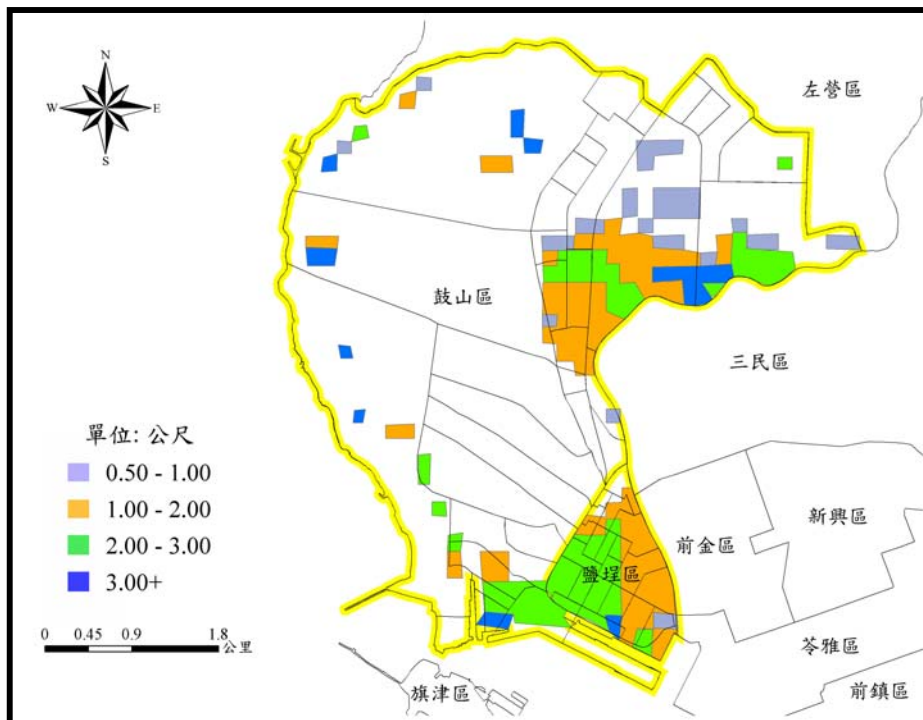 N
W
E
S
左營區
鼓山區
三民區
新興區
前金區
鹽埕區
苓雅區
前鎮區
旗津區
單位: 公尺
0.50 - 1.00
1.00 - 2.00
2.00 - 3.00
3.00+
0 0.45 0.9 1.8
公里